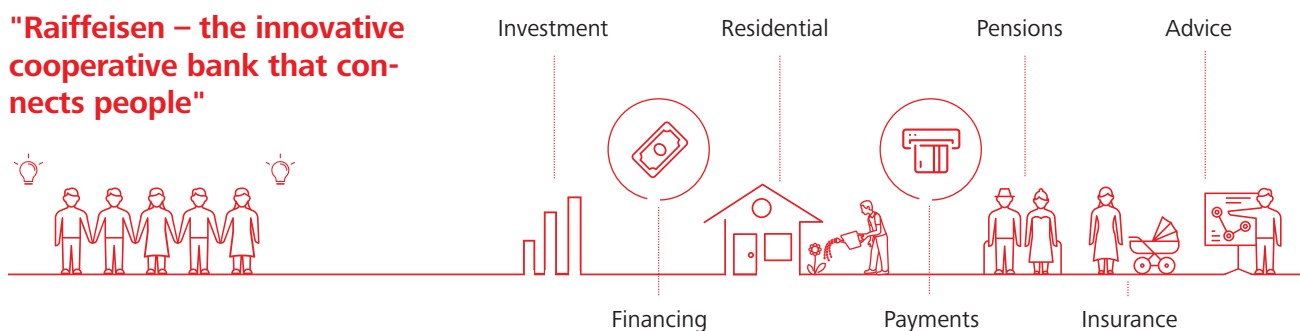 "Raiffeisen – the innovative
cooperative bank that con-
nects people"
Investment
Residential
Pensions
Advice
Financing
Payments
Insurance